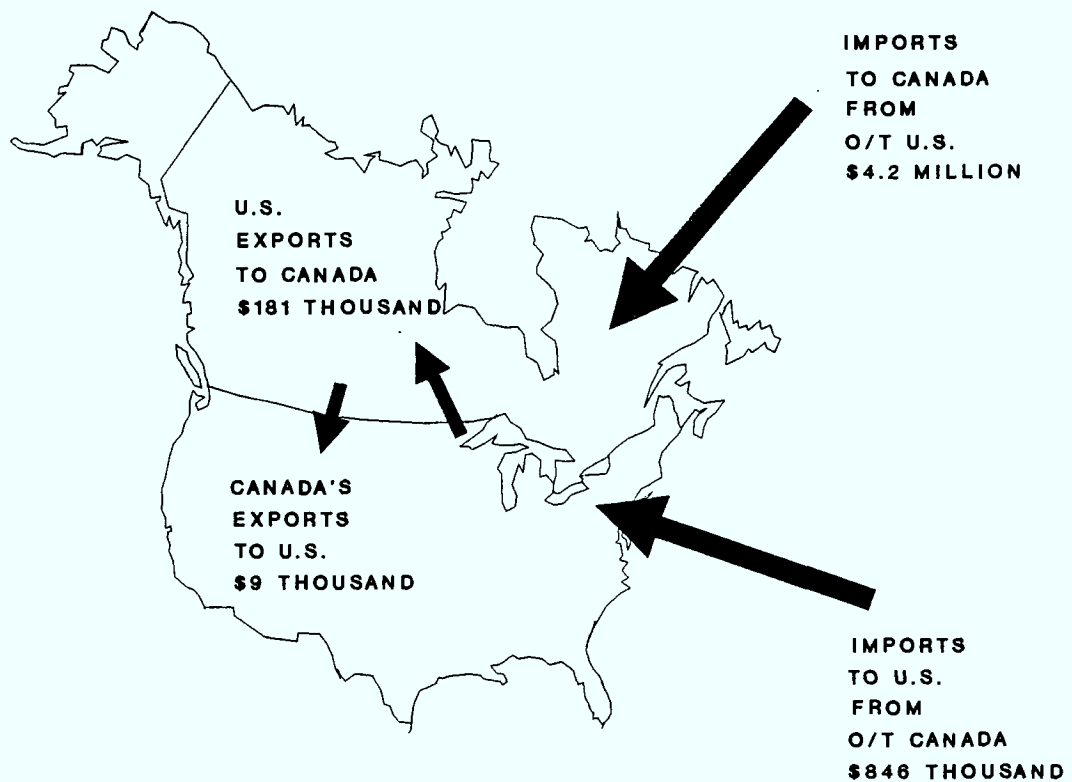 IMPORTS
TO CANADA
FROM
O/T U.S.
$4.2 MILLION
U.S.
EXPORTS
TO CANADA
$181 THOUSAND
CANADA'S
EXPORTS
TO U.S.
$9 THOUSAND
IMPORTS
TO U.S.
FROM
O/T CANADA
$846 THOUSAND